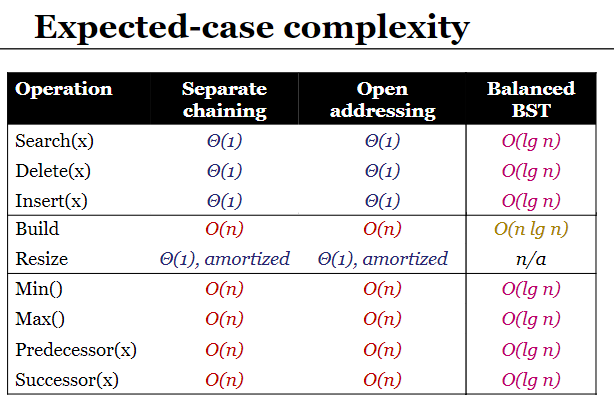 Expected-case complexity
Operation Separate chaining Open addressing Balanced BST
Search(x) Θ(1) Θ(1) O(lg n)
Delete(x) Θ(1) Θ(1) O(lg n)
Insert(x) Θ(1) Θ(1) O(lg n)
Build O(n) O(n) O(n lg n)
Resize Θ(1), amortized Θ(1), amortized n/a
Min() O(n) O(n) O(lg n)
Max() O(n) O(n) O(lg n)
Predecessor(x) O(n) O(n) O(lg n)
Successor(x) O(n) O(n) O(lg n)